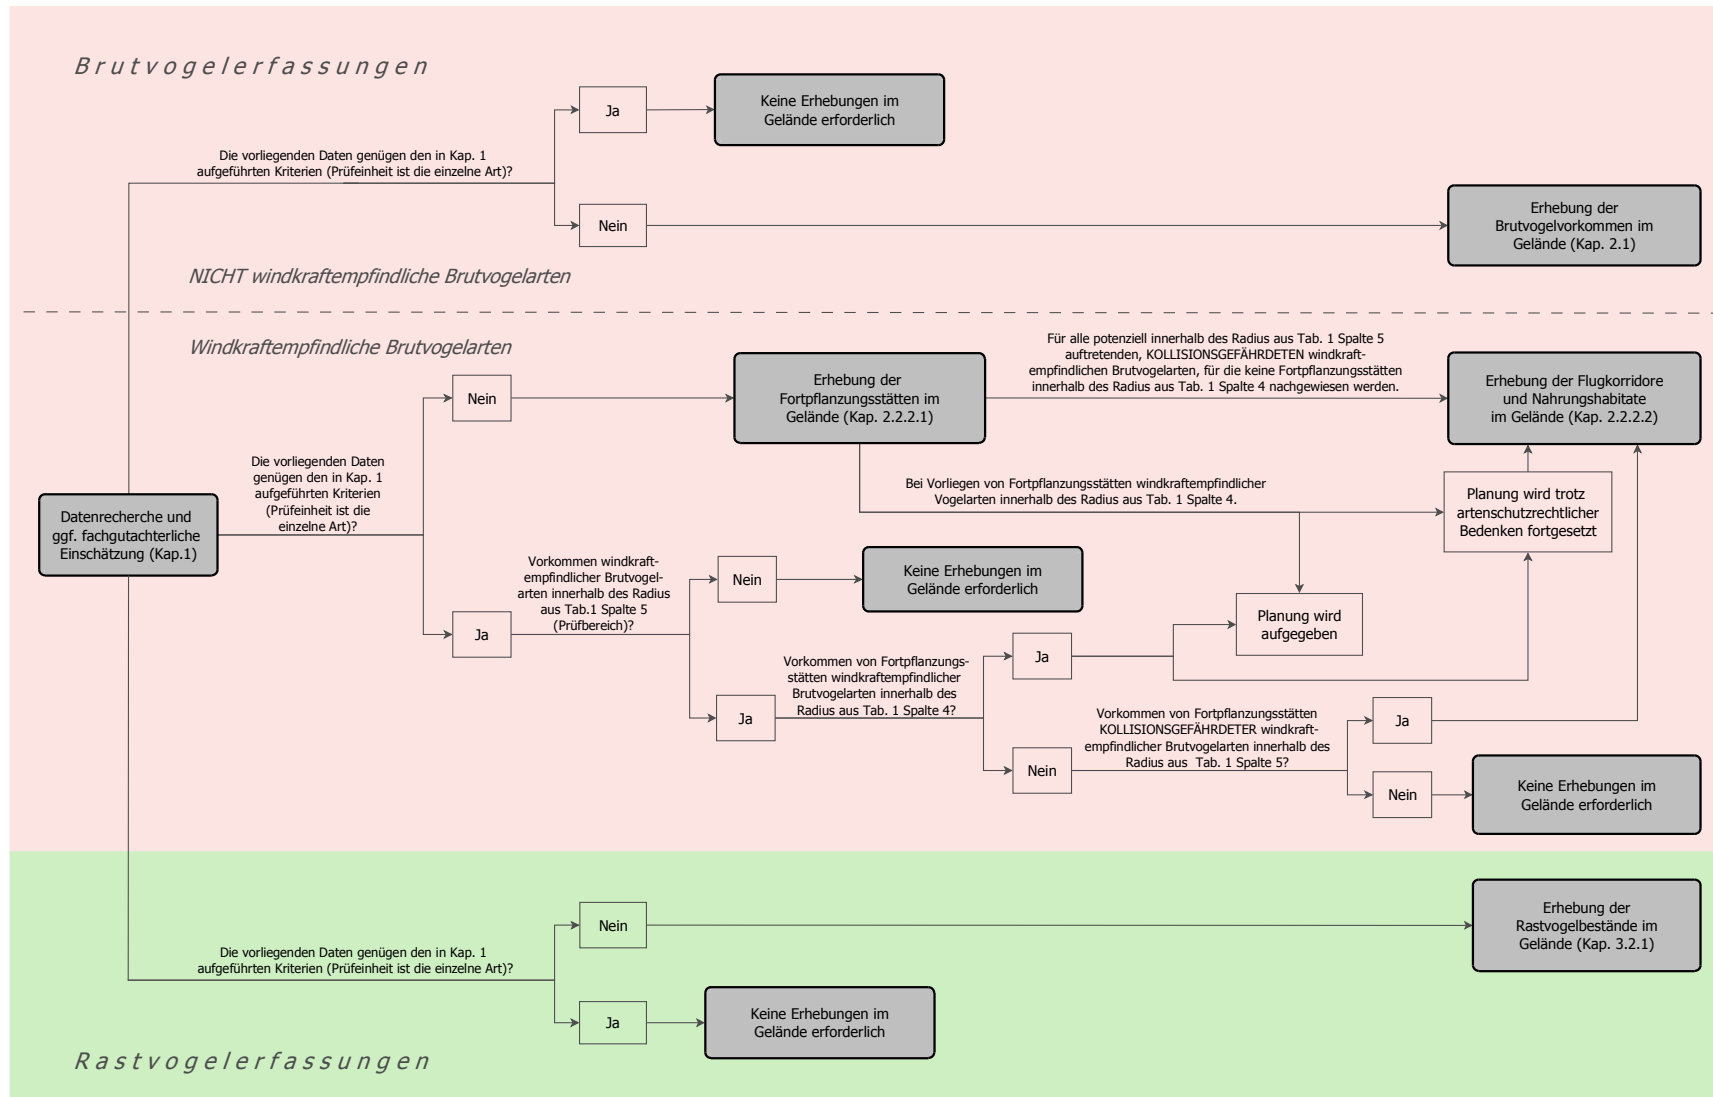 Brutvogelerfassungen
Ja
Keine Erhebungen im
Gelände erforderlich
Die vorliegenden Daten genügen den in Kap. 1
aufgeführten Kriterien (Prüfeinheit ist die einzelne Art)?
Nein
Erhebung der
Brutvogelvorkommen im
Gelände (Kap. 2.1)
NICHT windkraftempfindliche Brutvogelarten
Windkraftempfindliche Brutvogelarten
Für alle potenziell innerhalb des Radius aus Tab. 1 Spalte 5
auftretenden, KOLLISIONSGEFÄHRDETEN windkraft-
empfindlichen Brutvogelarten, für die keine Fortpflanzungsstätten
innerhalb des Radius aus Tab. 1 Spalte 4 nachgewiesen werden.
Nein
Erhebung der
Fortpflanzungsstätten im
Gelände (Kap. 2.2.2.1)
Erhebung der Flugkorridore
und Nahrungshabitate
im Gelände (Kap. 2.2.2.2)
Die vorliegenden Daten
genügen den in Kap. 1
aufgeführten Kriterien
(Prüfeinheit ist die
einzelne Art)?
Bei Vorliegen von Fortpflanzungsstätten windkraftempfindlicher
Vogelarten innerhalb des Radius aus Tab. 1 Spalte 4.
Planung wird trotz
artenschutzrechtlicher
Bedenken fortgesetzt
Datenrecherche und
ggf. fachgutachterliche
Einschätzung (Kap.1)
Vorkommen windkraft-
empfindlicher Brutvogel-
arten innerhalb des Radius
aus Tab.1 Spalte 5
(Prüfbereich)?
Nein
Keine Erhebungen im
Gelände erforderlich
Planung wird
aufgegeben
Ja
Vorkommen von Fortpflanzungs-
stätten windkraftempfindlicher
Brutvogelarten innerhalb des
Radius aus Tab. 1 Spalte 4?
Ja
Ja
Vorkommen von Fortpflanzungsstätten
KOLLISIONSGEFÄHRDETER windkraft-
empfindlicher Brutvogelarten innerhalb des
Radius aus  Tab. 1 Spalte 5?
Ja
Nein
Nein
Keine Erhebungen im
Gelände erforderlich
Nein
Erhebung der
Rastvogelbestände im
Gelände (Kap. 3.2.1)
Die vorliegenden Daten genügen den in Kap. 1
aufgeführten Kriterien (Prüfeinheit ist die einzelne Art)?
Ja
Keine Erhebungen im
Gelände erforderlich
Rastvogelerfassungen